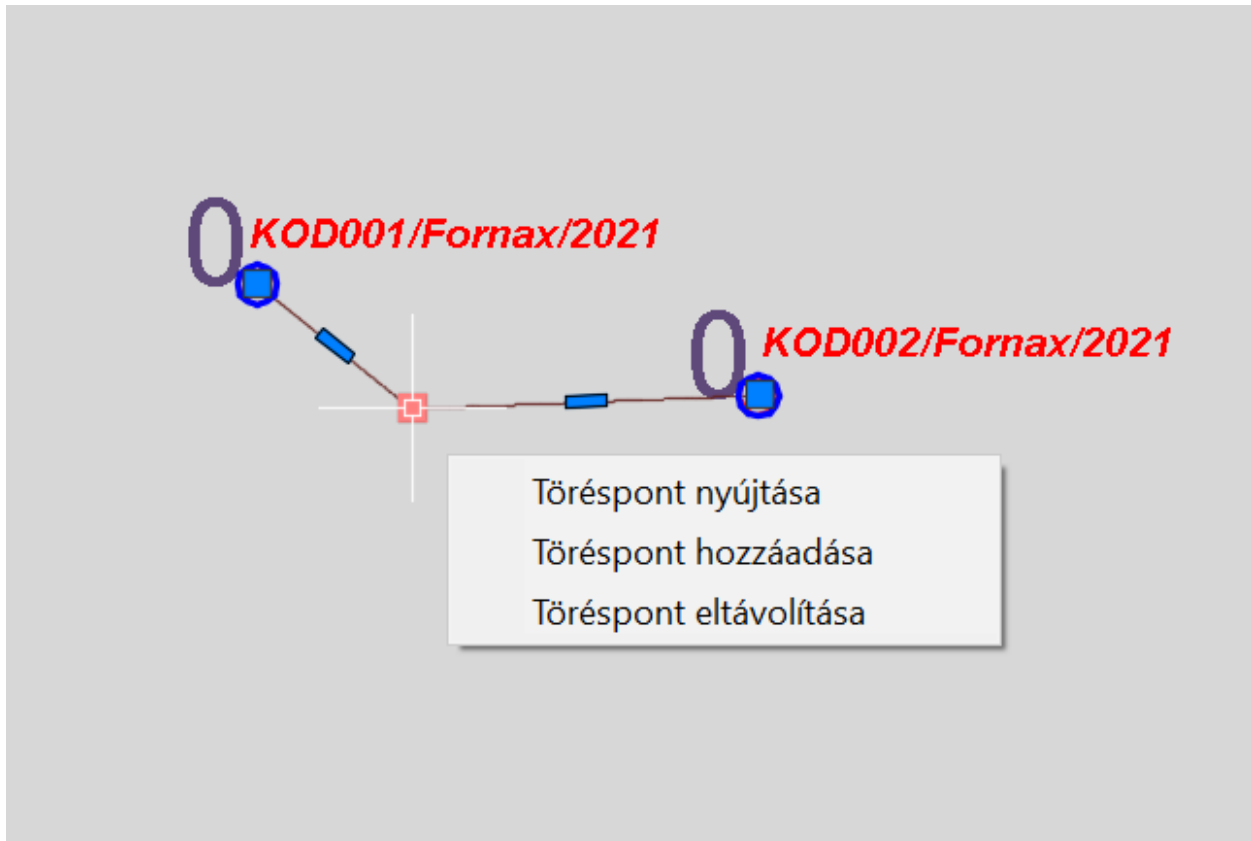 0 KOD001/Fornax/2021
0 KOD002/Fornax/2021
Töréspont nyújtása
Töréspont hozzáadása
Töréspont eltávolítása